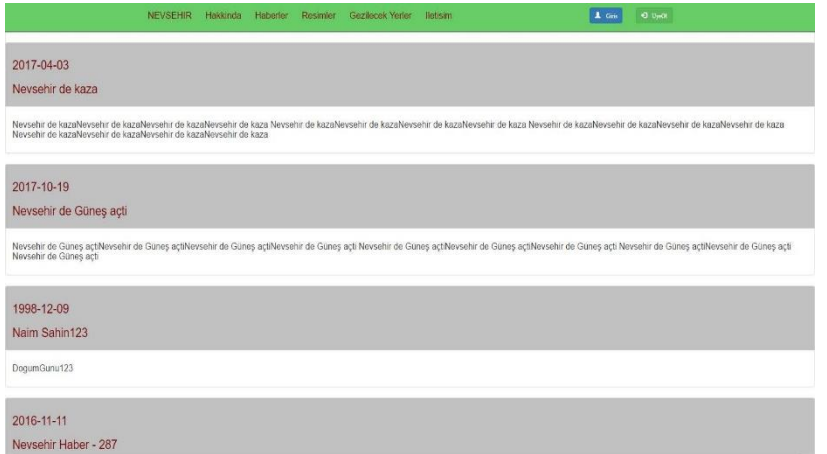 NEVSEHIR Hakkinda Haberler Resimler Gezilecek Yerler Iletisim Giris UyeOl
2017-04-03
Nevsehir de kaza
Nevsehir de kazaNevsehir de kazaNevsehir de kazaNevsehir de kaza Nevsehir de kazaNevsehir de kazaNevsehir de kazaNevsehir de kaza Nevsehir de kazaNevsehir de kazaNevsehir de kazaNevsehir de kaza
Nevsehir de kazaNevsehir de kazaNevsehir de kazaNevsehir de kaza
2017-10-19
Nevsehir de Güneş açti
Nevsehir de Güneş açtiNevsehir de Güneş açtiNevsehir de Güneş açtiNevsehir de Güneş açti Nevsehir de Güneş açtiNevsehir de Güneş açtiNevsehir de Güneş açti Nevsehir de Güneş açtiNevsehir de Güneş açti
Nevsehir de Güneş açti
1998-12-09
Naim Sahin123
DogumGunu123
2016-11-11
Nevsehir Haber - 287